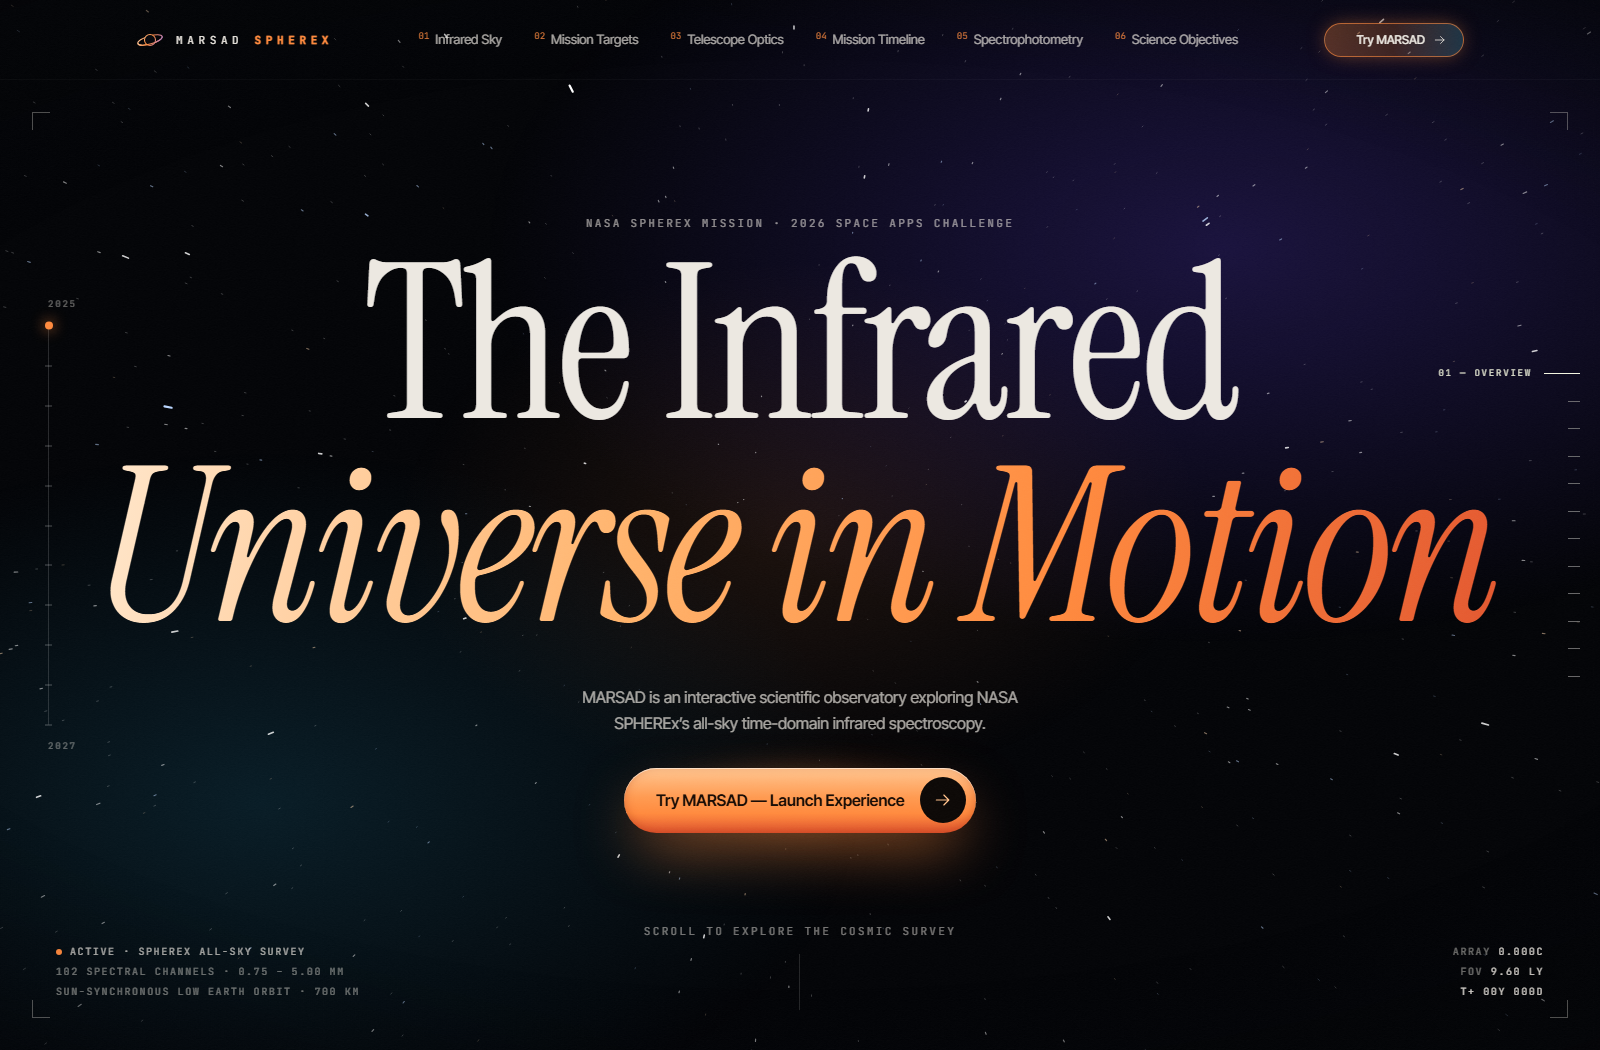 MARSAD SPHEREX
01 Infrared Sky
02 Mission Targets
03 Telescope Optics
04 Mission Timeline
05 Spectrophotometry
06 Science Objectives
Try MARSAD →
NASA SPHEREX MISSION · 2026 SPACE APPS CHALLENGE
The Infrared
Universe in Motion
2025
2027
01 — OVERVIEW
MARSAD is an interactive scientific observatory exploring NASA
SPHEREx’s all-sky time-domain infrared spectroscopy.
Try MARSAD — Launch Experience →
SCROLL TO EXPLORE THE COSMIC SURVEY
ACTIVE · SPHEREX ALL-SKY SURVEY
102 SPECTRAL CHANNELS · 0.75 – 5.00 MM
SUN-SYNCHRONOUS LOW EARTH ORBIT · 700 KM
ARRAY 0.000C
FOV 9.60 LY
T+ 00Y 000D